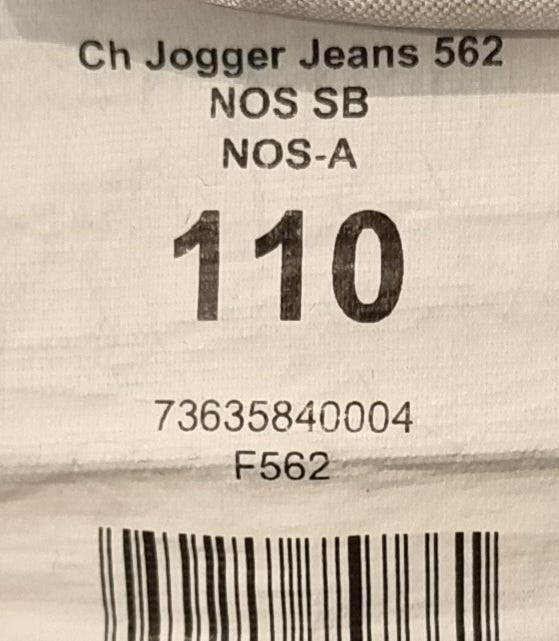 Ch Jogger Jeans 562
NOS SB
NOS-A
110
73635840004
F562